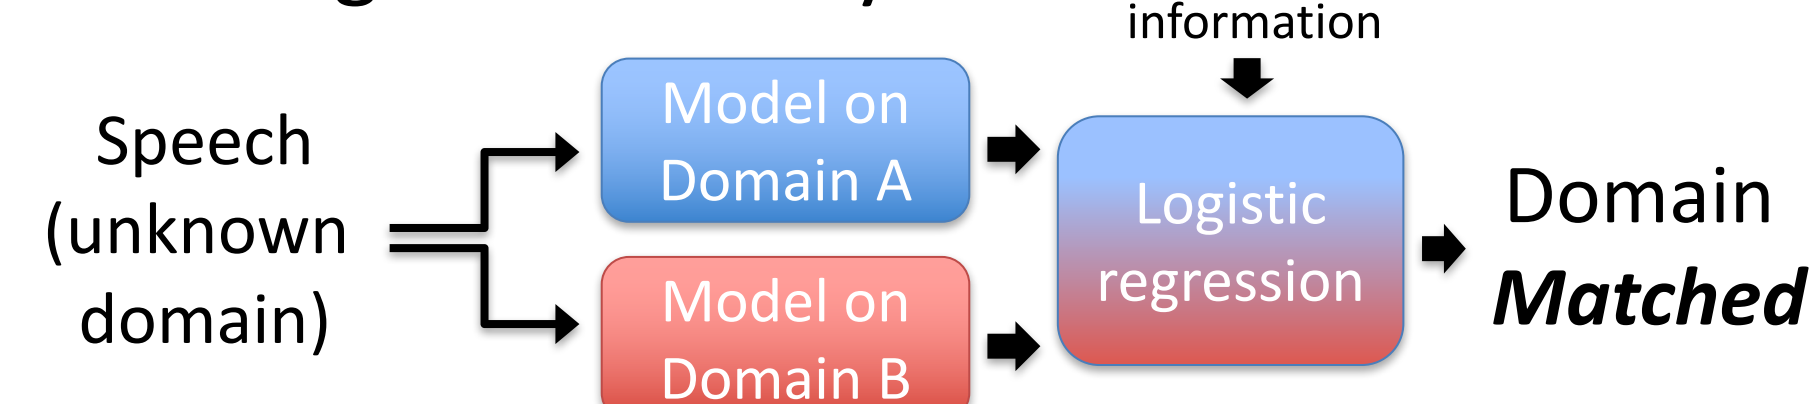 information
Speech
(unknown
domain)
Model on
Domain A
Model on
Domain B
Logistic
regression
Domain
Matched